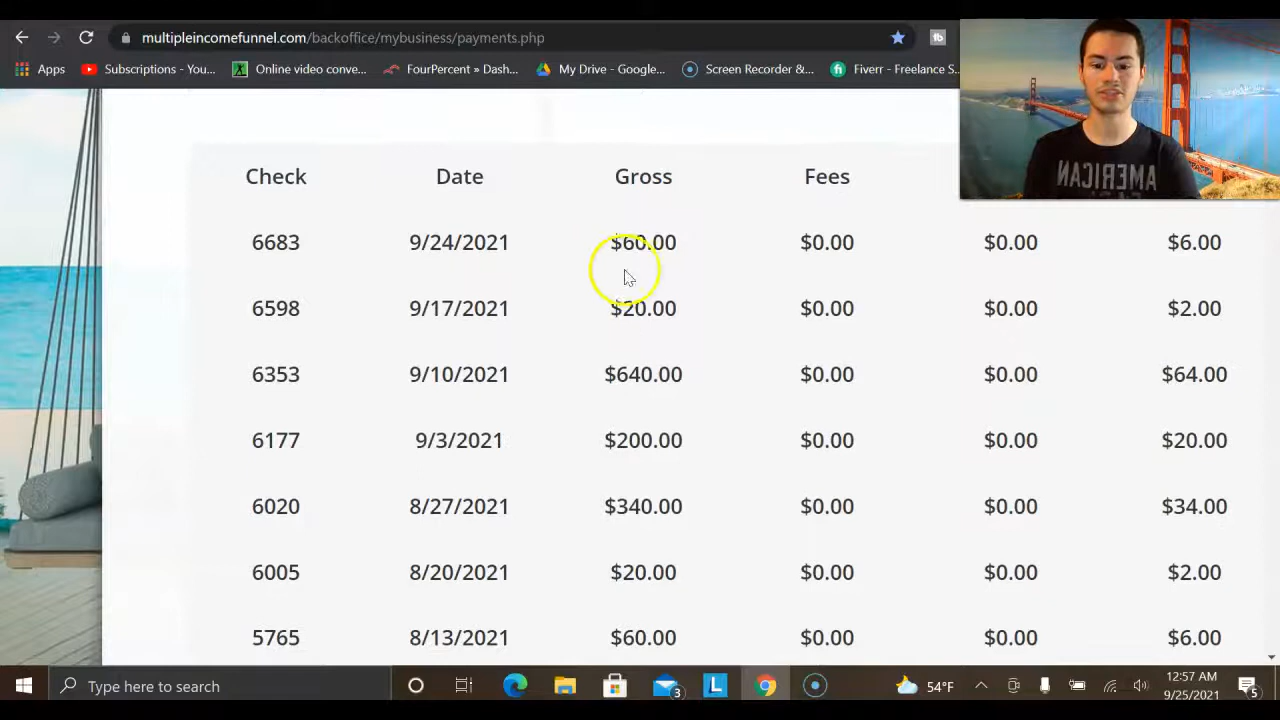 multipleincomefunnel.com/backoffice/mybusiness/payments.php
Apps Subscriptions - You... Online video conve... FourPercent » Dash... My Drive - Google... Screen Recorder &... Fiverr - Freelance S...
AMERICAN
Check Date Gross Fees
6683 9/24/2021 $60.00 $0.00 $0.00 $6.00
6598 9/17/2021 $20.00 $0.00 $0.00 $2.00
6353 9/10/2021 $640.00 $0.00 $0.00 $64.00
6177 9/3/2021 $200.00 $0.00 $0.00 $20.00
6020 8/27/2021 $340.00 $0.00 $0.00 $34.00
6005 8/20/2021 $20.00 $0.00 $0.00 $2.00
5765 8/13/2021 $60.00 $0.00 $0.00 $6.00
Type here to search 3 L 54°F 12:57 AM
9/25/2021 5